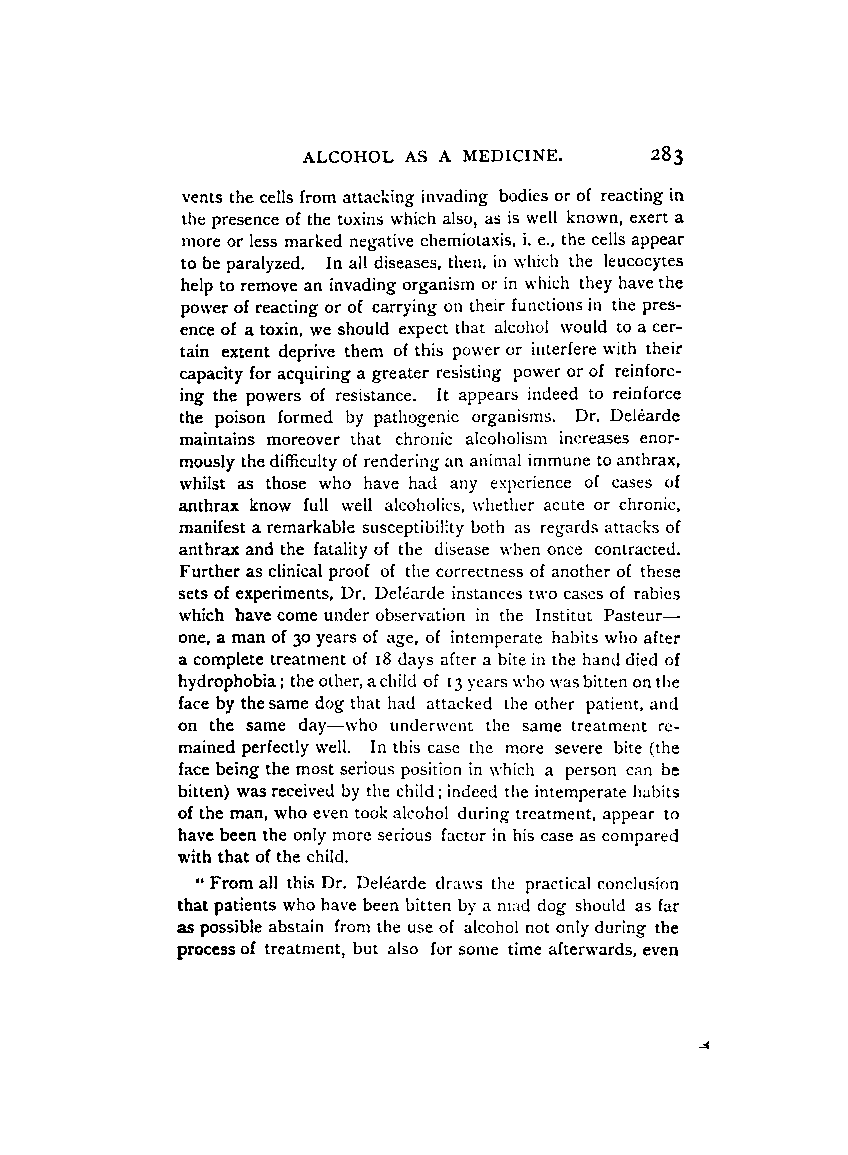 ALCOHOL AS A MEDICINE. 283
vents the cells from attacking invading bodies or of reacting in
the presence of the toxins which also, as is well known, exert a
more or less marked negative chemiotaxis, i. e., the cells appear
to be paralyzed. In all diseases, then, in which the leucocytes
help to remove an invading organism or in which they have the
power of reacting or of carrying on their functions in the pres-
ence of a toxin, we should expect that alcohol would to a cer-
tain extent deprive them of this power or interfere with their
capacity for acquiring a greater resisting power or of reinforc-
ing the powers of resistance. It appears indeed to reinforce
the poison formed by pathogenic organisms. Dr. Deléarde
maintains moreover that chronic alcoholism increases enor-
mously the difficulty of rendering an animal immune to anthrax,
whilst as those who have had any experience of cases of
anthrax know full well alcoholics, whether acute or chronic,
manifest a remarkable susceptibility both as regards attacks of
anthrax and the fatality of the disease when once contracted.
Further as clinical proof of the correctness of another of these
sets of experiments, Dr. Deléarde instances two cases of rabies
which have come under observation in the Institut Pasteur—
one, a man of 30 years of age, of intemperate habits who after
a complete treatment of 18 days after a bite in the hand died of
hydrophobia; the other, a child of 13 years who was bitten on the
face by the same dog that had attacked the other patient, and
on the same day—who underwent the same treatment re-
mained perfectly well. In this case the more severe bite (the
face being the most serious position in which a person can be
bitten) was received by the child; indeed the intemperate habits
of the man, who even took alcohol during treatment, appear to
have been the only more serious factor in his case as compared
with that of the child.
" From all this Dr. Deléarde draws the practical conclusion
that patients who have been bitten by a mad dog should as far
as possible abstain from the use of alcohol not only during the
process of treatment, but also for some time afterwards, even